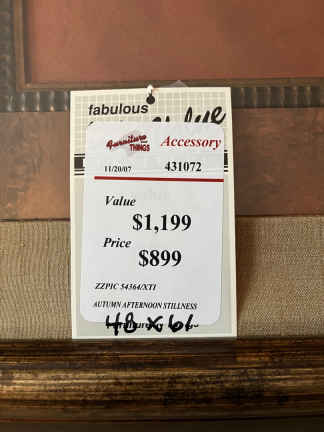 fabulous
Furniture
THINGS
Accessory
11/20/07
431072
Value
$1,199
Price
$899
ZZPIC 54364/XTI
AUTUMN AFTERNOON STILLNESS
48 x 66